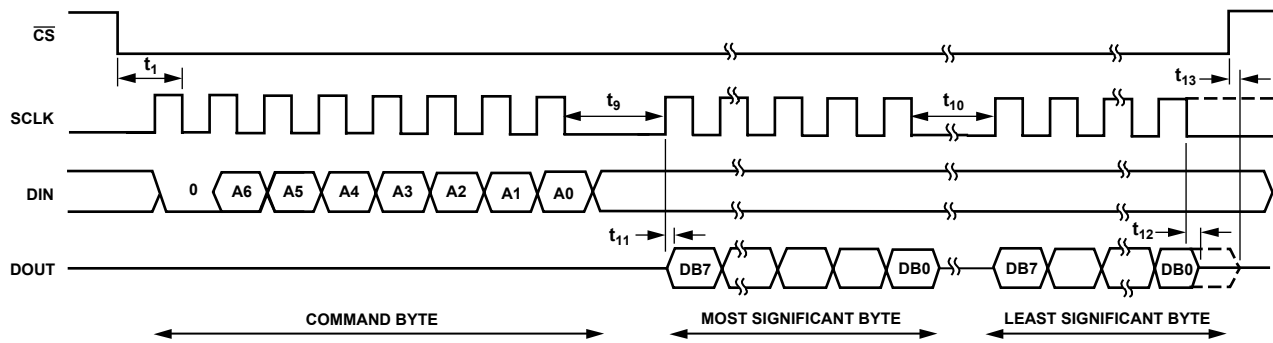 CS
t1
t13
SCLK
t9
t10
DIN
0 A6 A5 A4 A3 A2 A1 A0
t11
t12
DOUT
DB7 DB0 DB7 DB0
COMMAND BYTE MOST SIGNIFICANT BYTE LEAST SIGNIFICANT BYTE